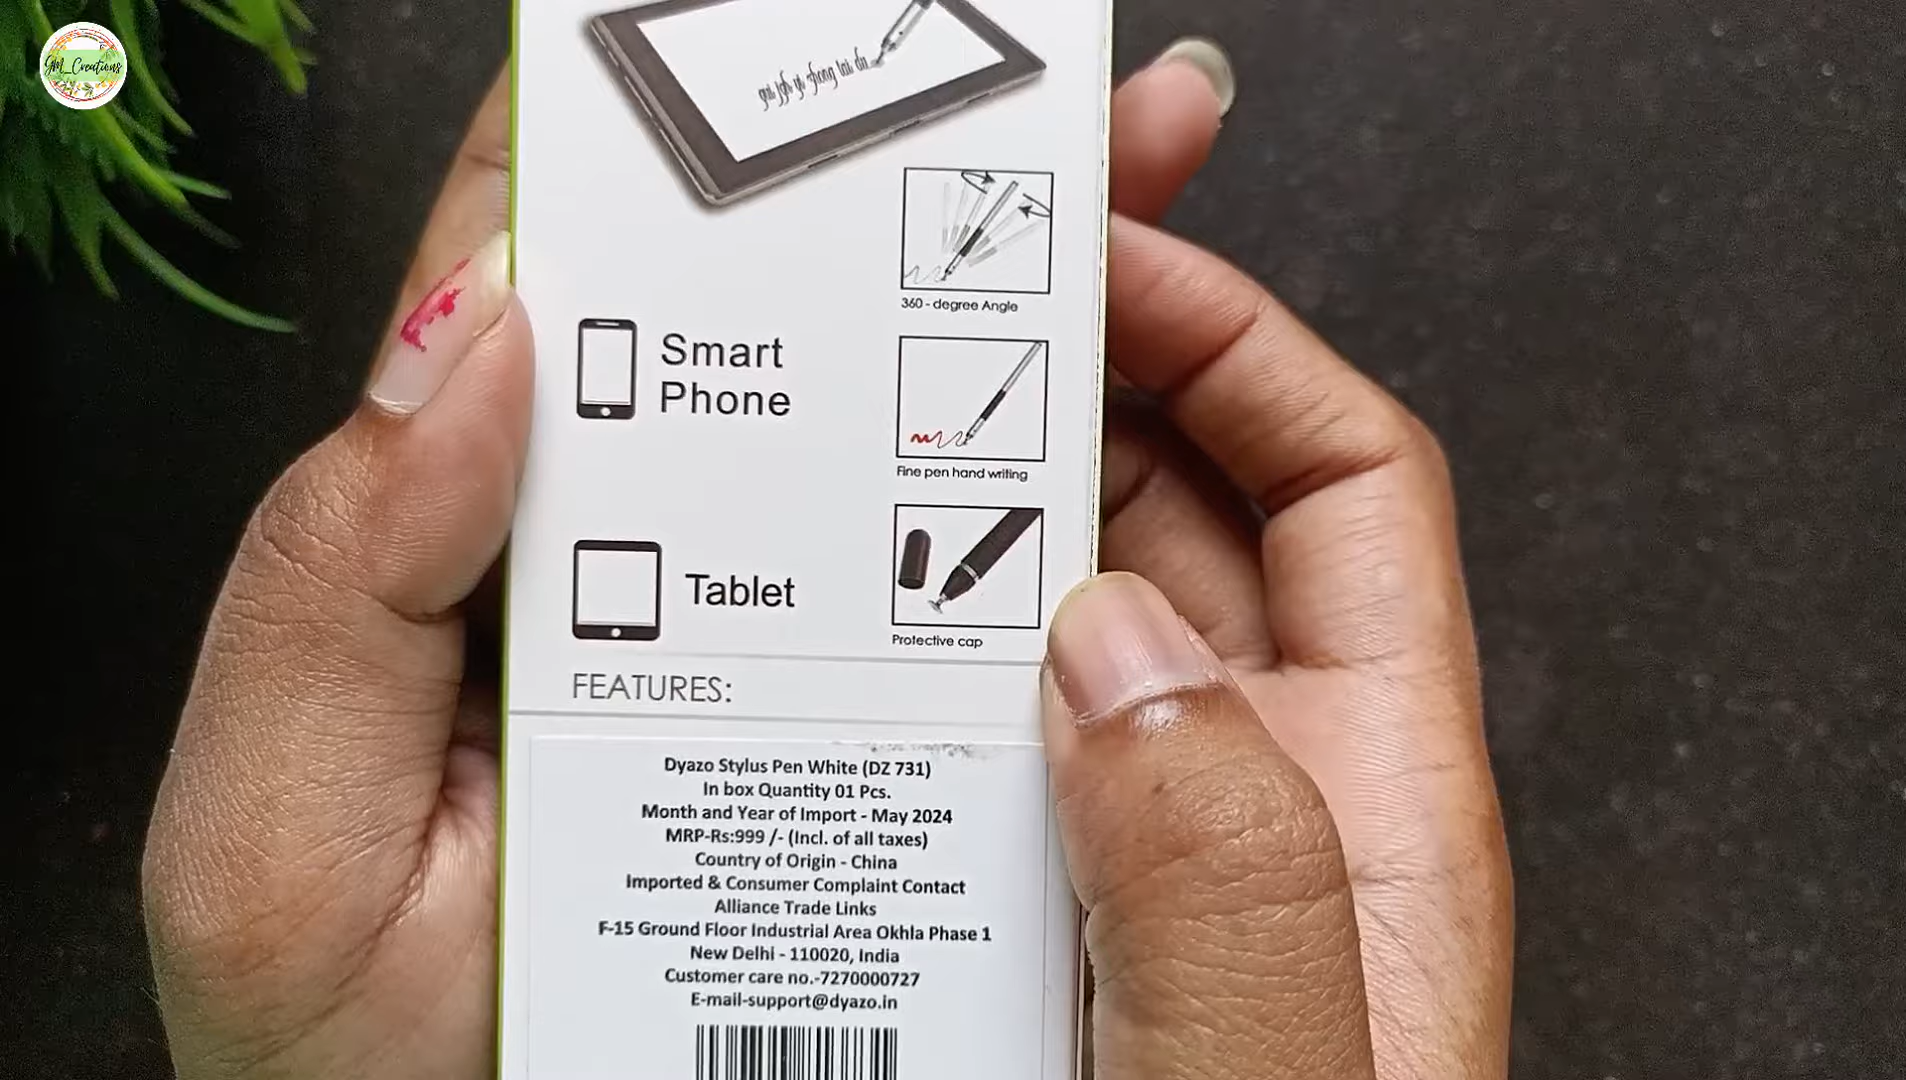 GM_Creations
360 - degree Angle
Smart
Phone
Fine pen hand writing
Tablet
Protective cap
FEATURES:
Dyazo Stylus Pen White (DZ 731)
In box Quantity 01 Pcs.
Month and Year of Import - May 2024
MRP-Rs:999 /- (Incl. of all taxes)
Country of Origin - China
Imported & Consumer Complaint Contact
Alliance Trade Links
F-15 Ground Floor Industrial Area Okhla Phase 1
New Delhi - 110020, India
Customer care no.-7270000727
E-mail-support@dyazo.in